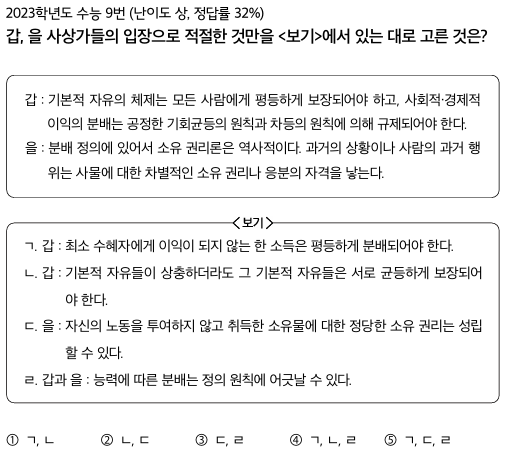 2023학년도 수능 9번 (난이도 상, 정답률 32%)
갑, 을 사상가들의 입장으로 적절한 것만을 <보기>에서 있는 대로 고른 것은?
갑 : 기본적 자유의 체제는 모든 사람에게 평등하게 보장되어야 하고, 사회적·경제적
이익의 분배는 공정한 기회균등의 원칙과 차등의 원칙에 의해 규제되어야 한다.
을 : 분배 정의에 있어서 소유 권리론은 역사적이다. 과거의 상황이나 사람의 과거 행
위는 사물에 대한 차별적인 소유 권리나 응분의 자격을 낳는다.
<보기>
ㄱ. 갑 : 최소 수혜자에게 이익이 되지 않는 한 소득은 평등하게 분배되어야 한다.
ㄴ. 갑 : 기본적 자유들이 상충하더라도 그 기본적 자유들은 서로 균등하게 보장되어
야 한다.
ㄷ. 을 : 자신의 노동을 투여하지 않고 취득한 소유물에 대한 정당한 소유 권리는 성립
할 수 있다.
ㄹ. 갑과 을 : 능력에 따른 분배는 정의 원칙에 어긋날 수 있다.
① ㄱ, ㄴ ② ㄴ, ㄷ ③ ㄷ, ㄹ ④ ㄱ, ㄴ, ㄹ ⑤ ㄱ, ㄷ, ㄹ